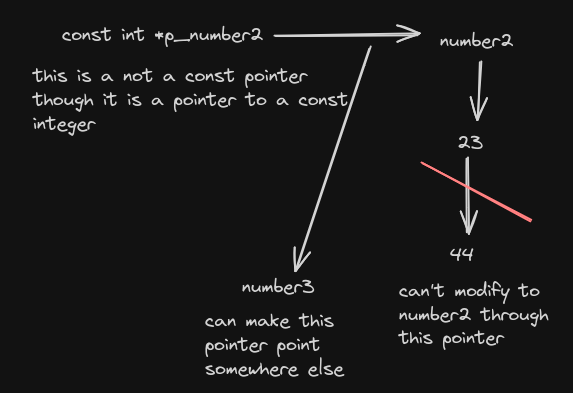 const int *p_number2
number2
this is a not a const pointer
though it is a pointer to a const
integer
23
44
number3
can make this
pointer point
somewhere else
can't modify to
number2 through
this pointer